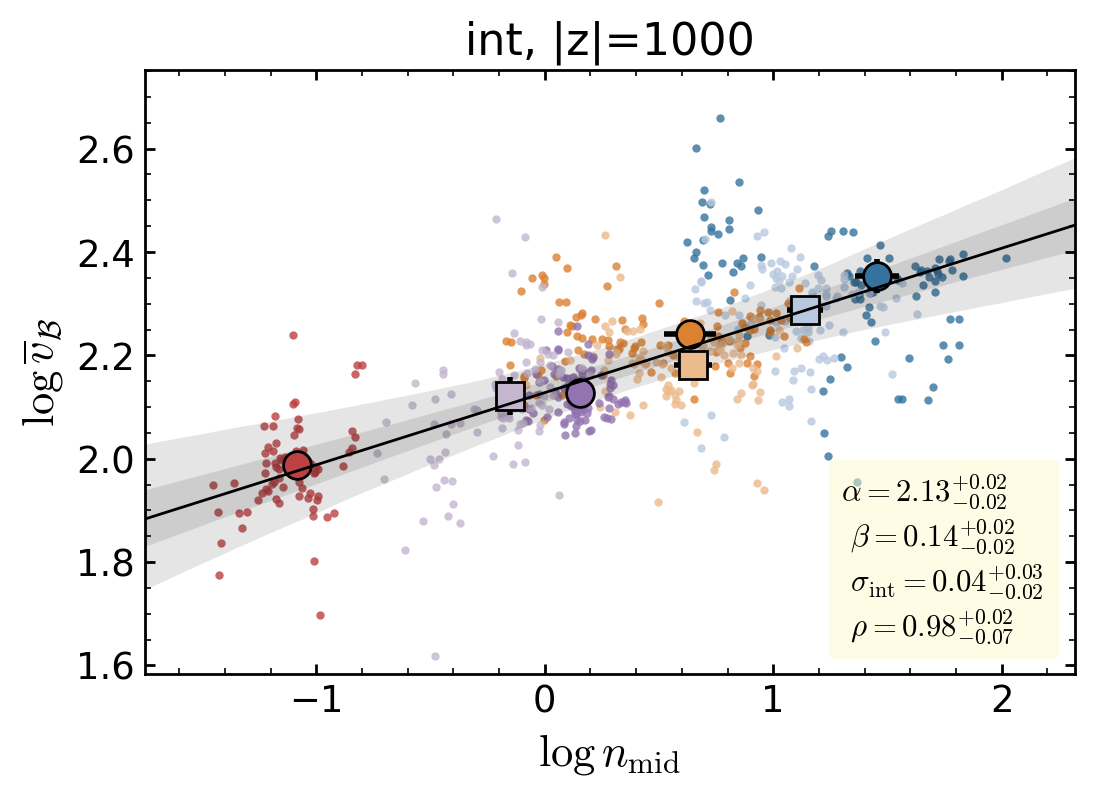 int, |z|=1000
log v̅_ℬ
2.6
2.4
2.2
2.0
1.8
1.6
α = 2.13^{+0.02}_{-0.02}
β = 0.14^{+0.02}_{-0.02}
σ_int = 0.04^{+0.03}_{-0.02}
ρ = 0.98^{+0.02}_{-0.07}
−1 0 1 2
log n_mid